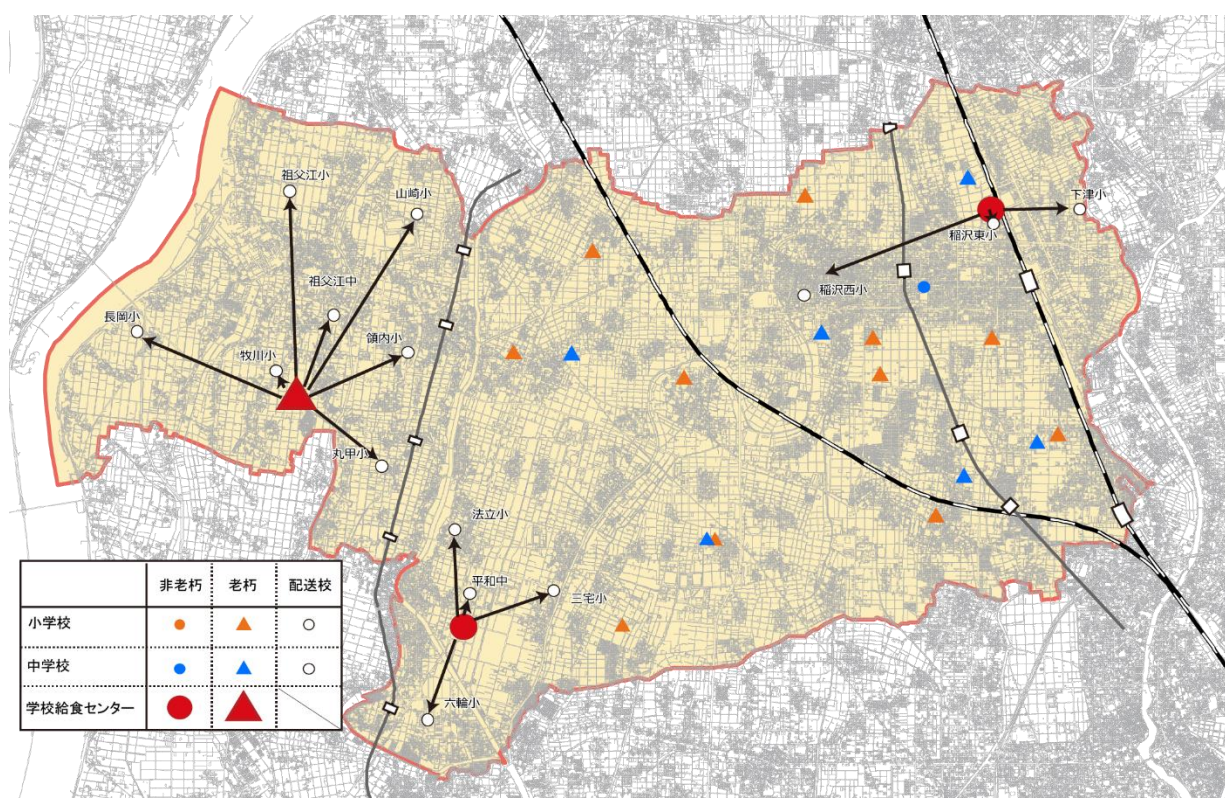 祖父江小
山崎小
下津小
稲沢東小
祖父江中
稲沢西小
長岡小
領内小
牧川小
丸甲小
法立小
平和中
三宅小
六輪小
非老朽
老朽
配送校
小学校
中学校
学校給食センター